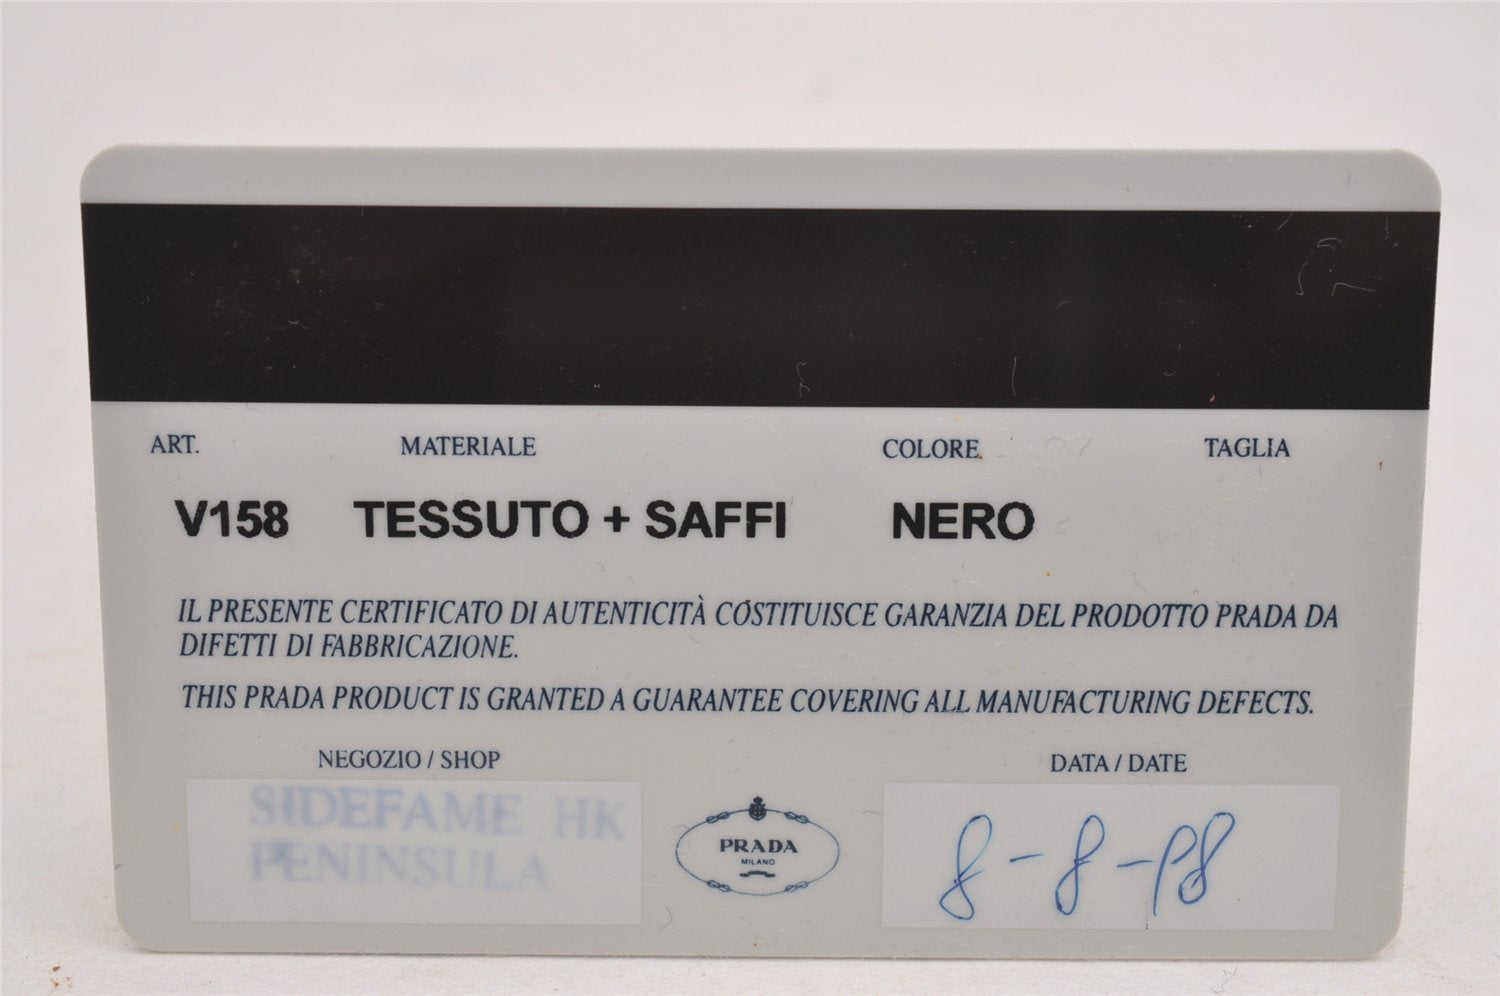 ART. MATERIALE COLORE TAGLIA
V158 TESSUTO + SAFFI NERO
IL PRESENTE CERTIFICATO DI AUTENTICITÀ COSTITUISCE GARANZIA DEL PRODOTTO PRADA DA
DIFETTI DI FABBRICAZIONE.
THIS PRADA PRODUCT IS GRANTED A GUARANTEE COVERING ALL MANUFACTURING DEFECTS.
NEGOZIO / SHOP DATA / DATE
SIDEFAME HK
PENINSULA
PRADA
MILANO
8-8-98